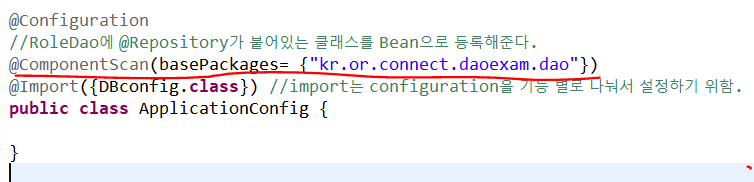 @Configuration
//RoleDao에 @Repository가 붙어있는 클래스를 Bean으로 등록해준다.
@ComponentScan(basePackages= {"kr.or.connect.daoexam.dao"})
@Import({DBconfig.class}) //import는 configuration을 기능 별로 나눠서 설정하기 위함.
public class ApplicationConfig {
}